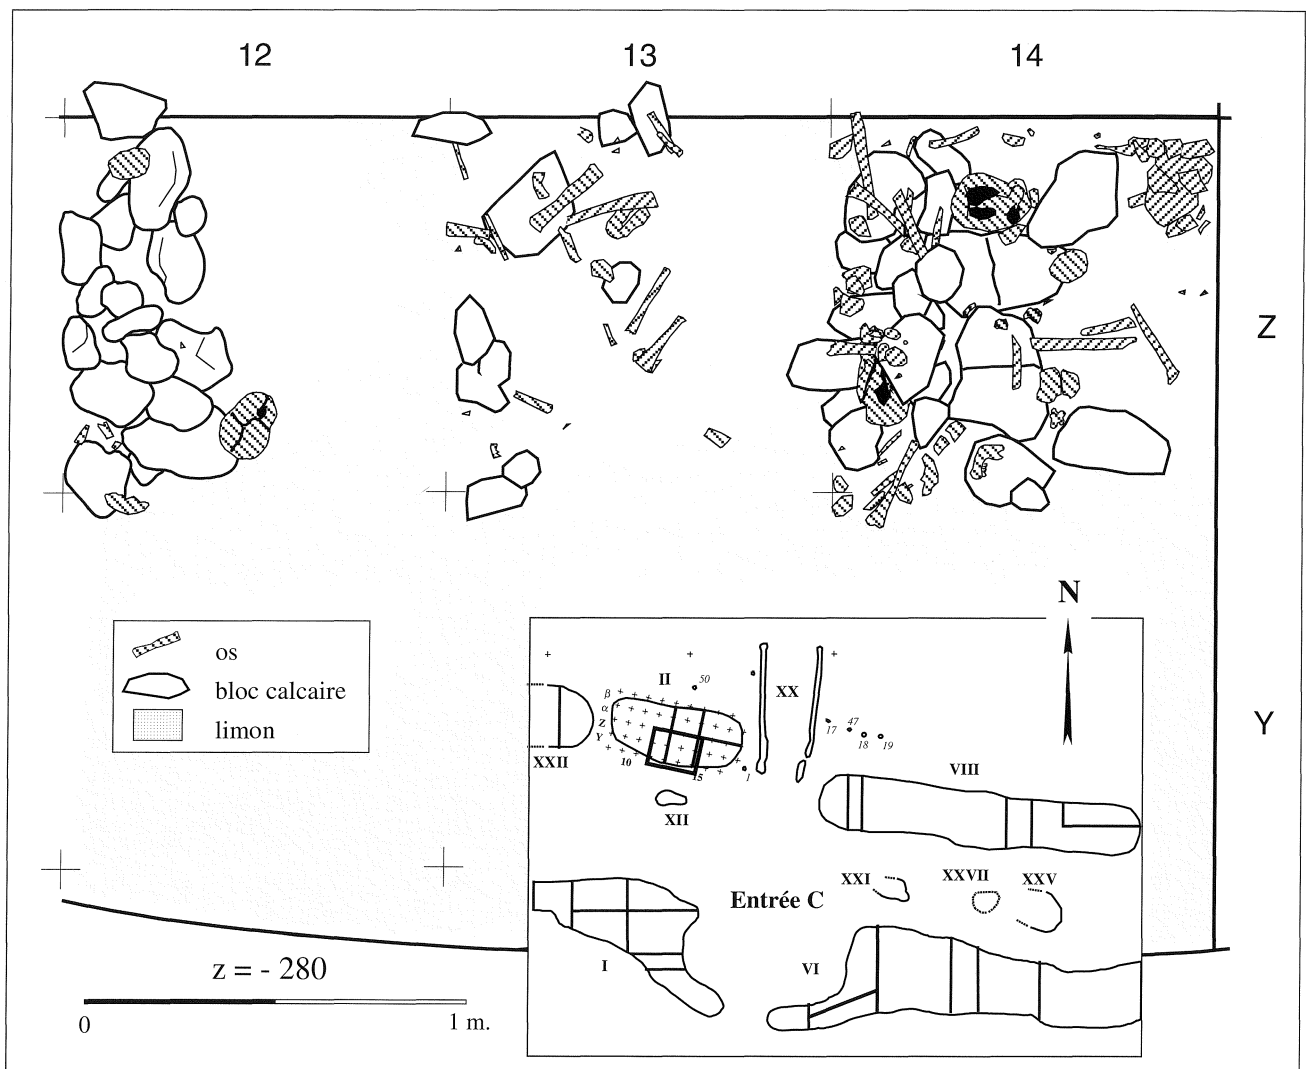 12 13 14
Z
Y
os
bloc calcaire
limon
N
β
α
Z
Y
II
50
XX
17
47
18
19
XXII
10
15
1
XII
VIII
XXI
XXVII
XXV
Entrée C
I
VI
z = - 280
0 1 m.